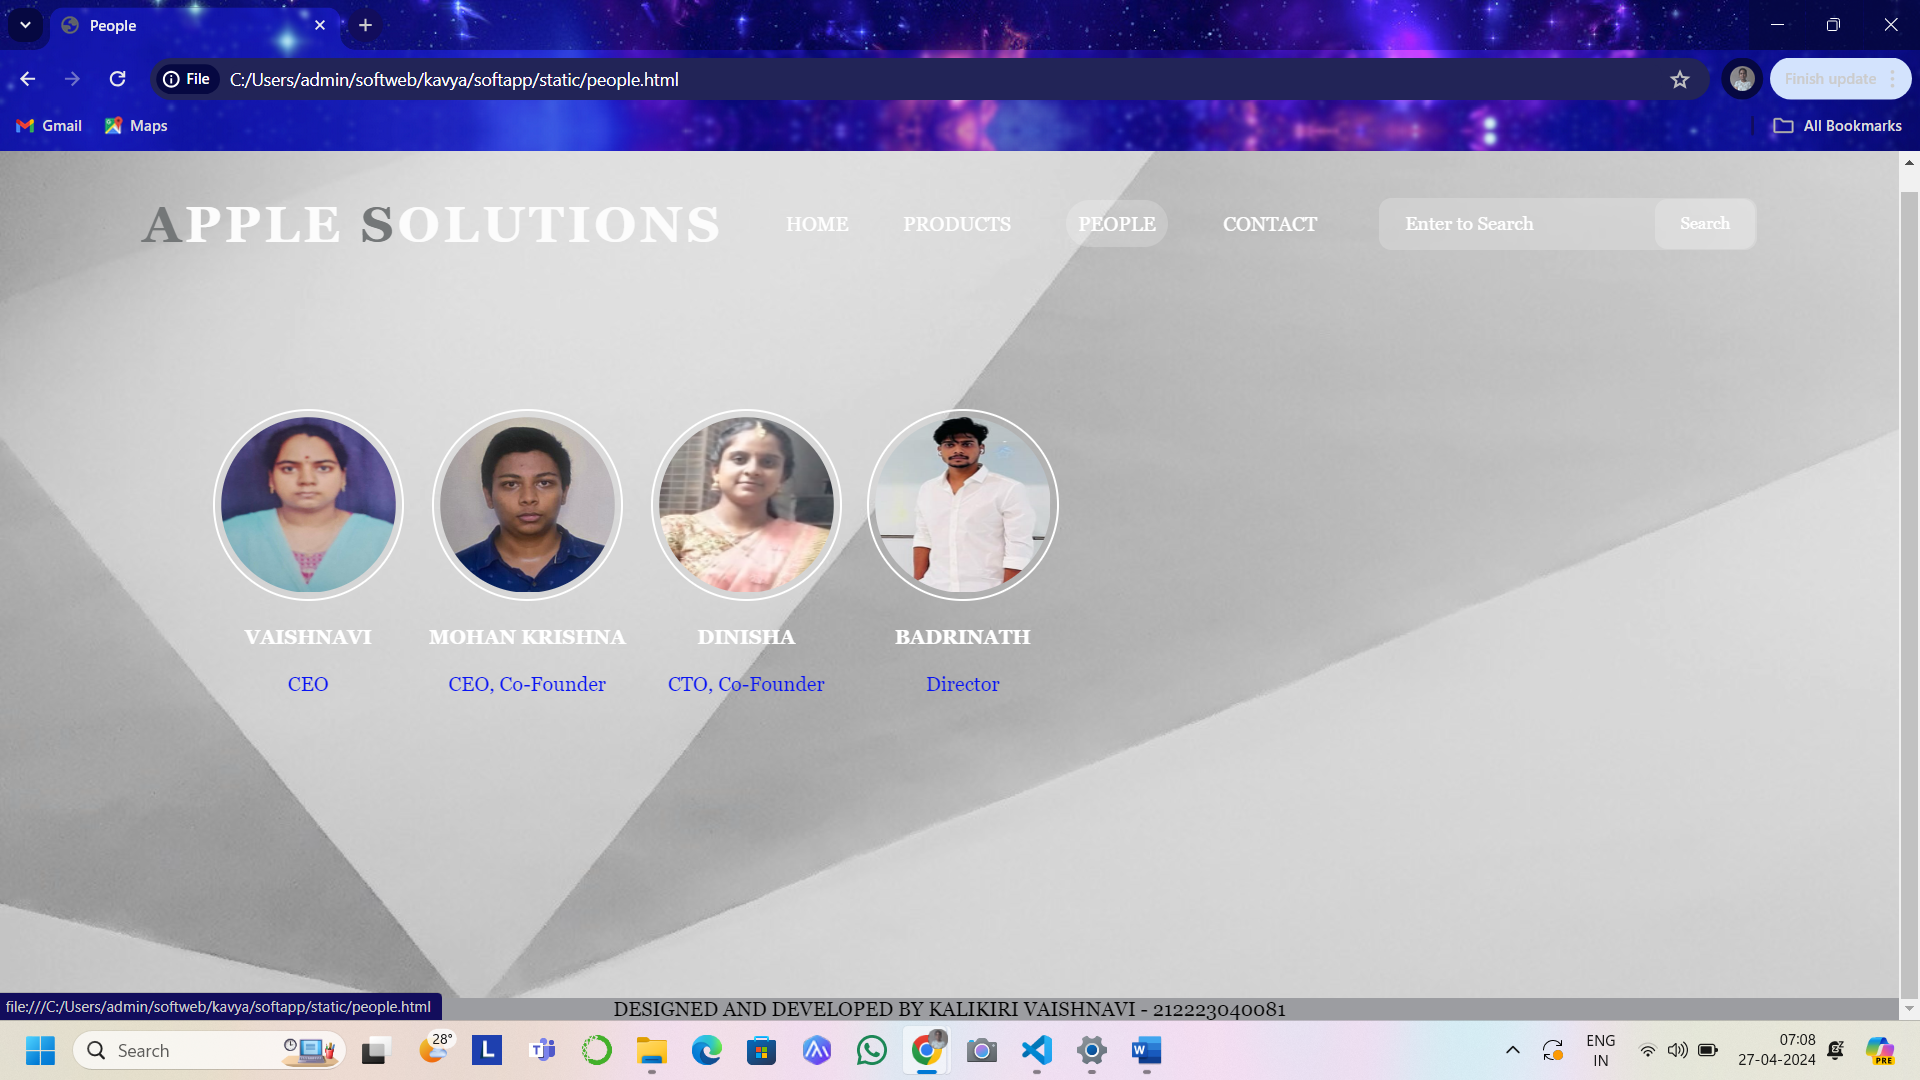 People
File C:/Users/admin/softweb/kavya/softapp/static/people.html
Finish update
Gmail Maps All Bookmarks
APPLE SOLUTIONS HOME PRODUCTS PEOPLE CONTACT Enter to Search Search
VAISHNAVI MOHAN KRISHNA DINISHA BADRINATH
CEO CEO, Co-Founder CTO, Co-Founder Director
file:///C:/Users/admin/softweb/kavya/softapp/static/people.html
DESIGNED AND DEVELOPED BY KALIKIRI VAISHNAVI - 212223040081
Search 28° L W PRE
ENG 07:08
IN 27-04-2024